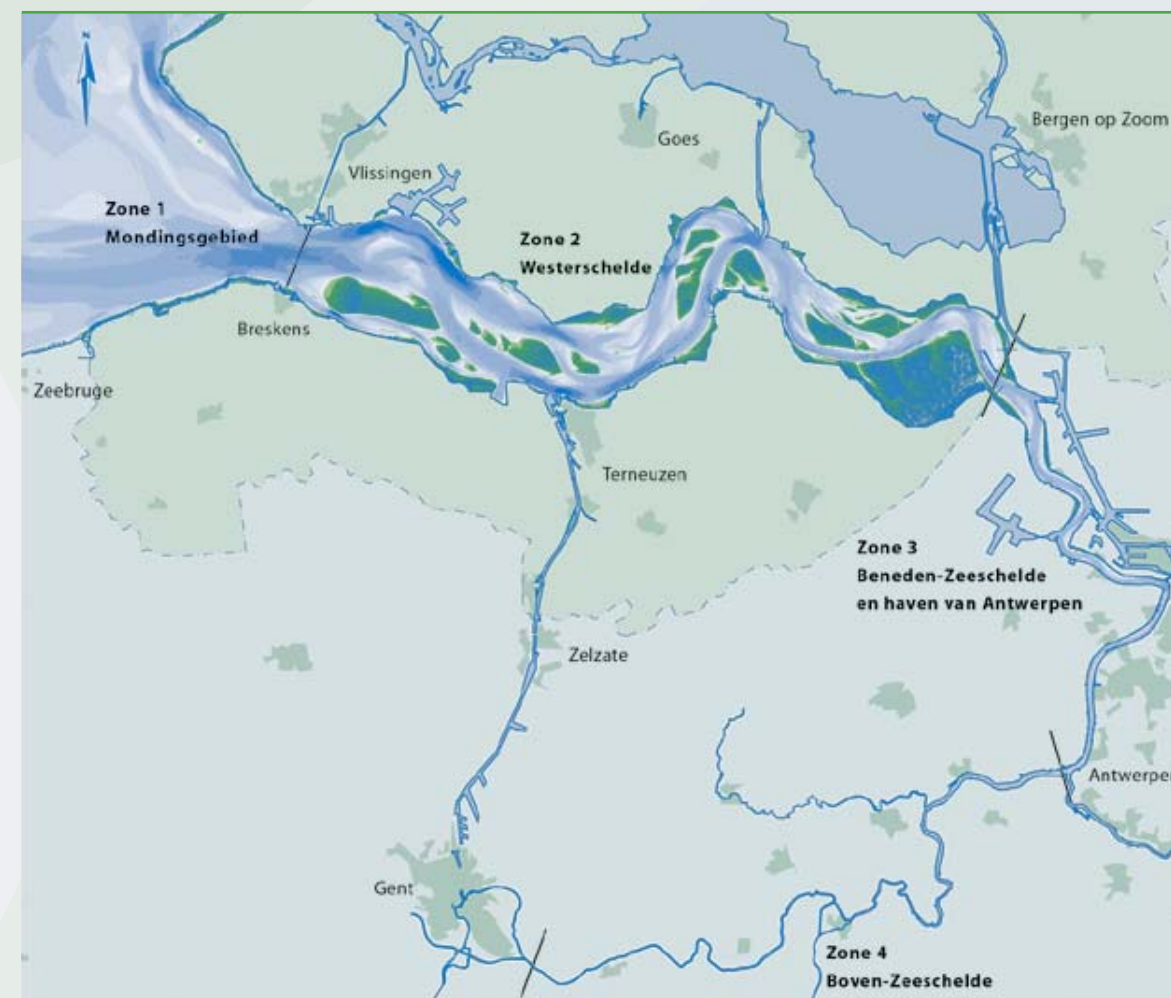 N
Bergen op Zoom
Goes
Vlissingen
Zone 1
Mondingsgebied
Zone 2
Westerschelde
Breskens
Zeebruge
Terneuzen
Zone 3
Beneden-Zeeschelde
en haven van Antwerpen
Zelzate
Antwerpe
Gent
Zone 4
Boven-Zeeschelde